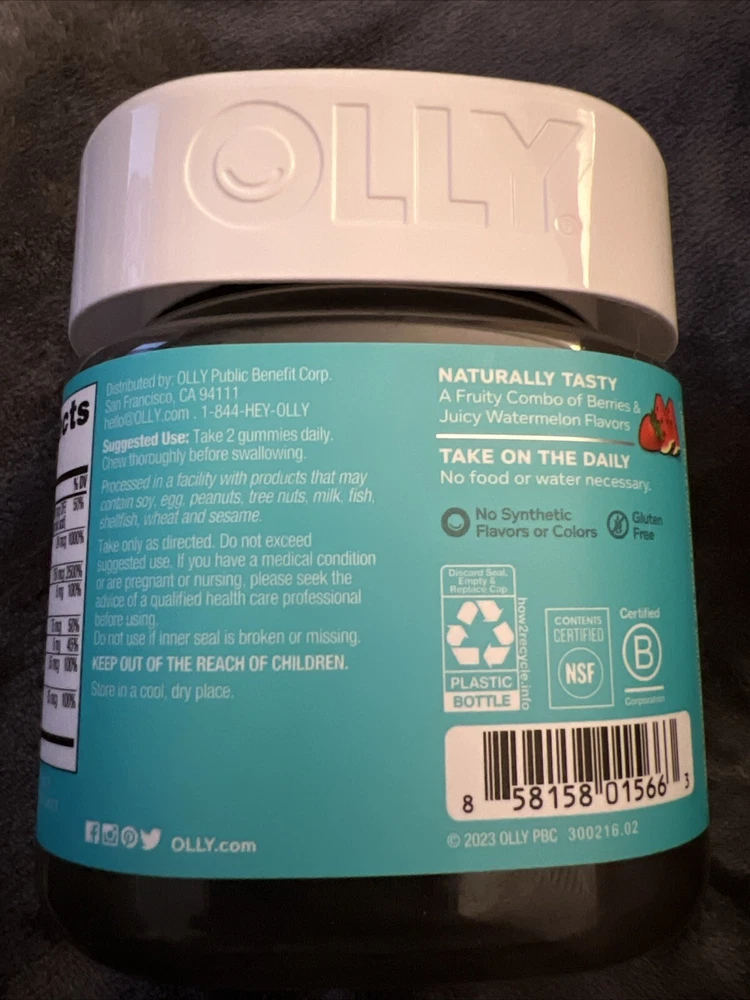 OLLY
cts
% DV
50%
100%
50%
45%
100%
100%
Distributed by: OLLY Public Benefit Corp.
San Francisco, CA 94111
hello@OLLY.com . 1-844-HEY-OLLY
Suggested Use: Take 2 gummies daily.
Chew thoroughly before swallowing.
Processed in a facility with products that may
contain soy, egg, peanuts, tree nuts, milk, fish,
shellfish, wheat and sesame.
Take only as directed. Do not exceed
suggested use. If you have a medical condition
or are pregnant or nursing, please seek the
advice of a qualified health care professional
before using.
Do not use if inner seal is broken or missing.
KEEP OUT OF THE REACH OF CHILDREN.
Store in a cool, dry place.
OLLY.com
NATURALLY TASTY
A Fruity Combo of Berries &
Juicy Watermelon Flavors
TAKE ON THE DAILY
No food or water necessary.
No Synthetic
Flavors or Colors
Gluten
Free
Discard Seal,
Empty &
Replace Cap
PLASTIC
BOTTLE
how2recycle.info
CONTENTS
CERTIFIED
NSF
Certified
B
Corporation
8 58158 01566 3
© 2023 OLLY PBC 300216.02